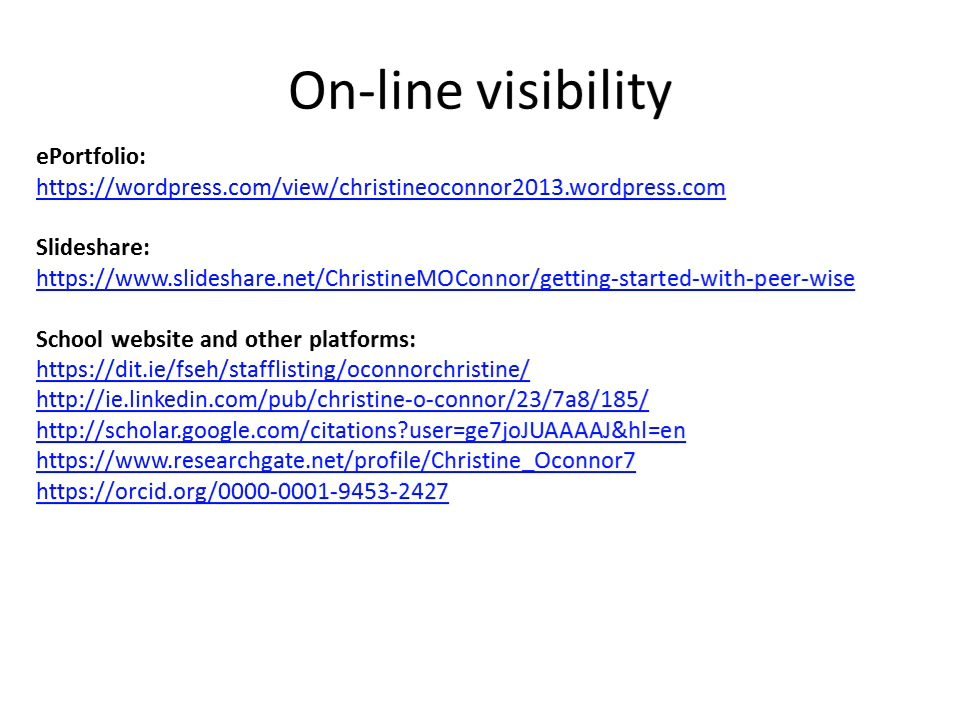 On-line visibility
ePortfolio:
https://wordpress.com/view/christineoconnor2013.wordpress.com
Slideshare:
https://www.slideshare.net/ChristineMOConnor/getting-started-with-peer-wise
School website and other platforms:
https://dit.ie/fseh/stafflisting/oconnorchristine/
http://ie.linkedin.com/pub/christine-o-connor/23/7a8/185/
http://scholar.google.com/citations?user=ge7joJUAAAAJ&hl=en
https://www.researchgate.net/profile/Christine_Oconnor7
https://orcid.org/0000-0001-9453-2427